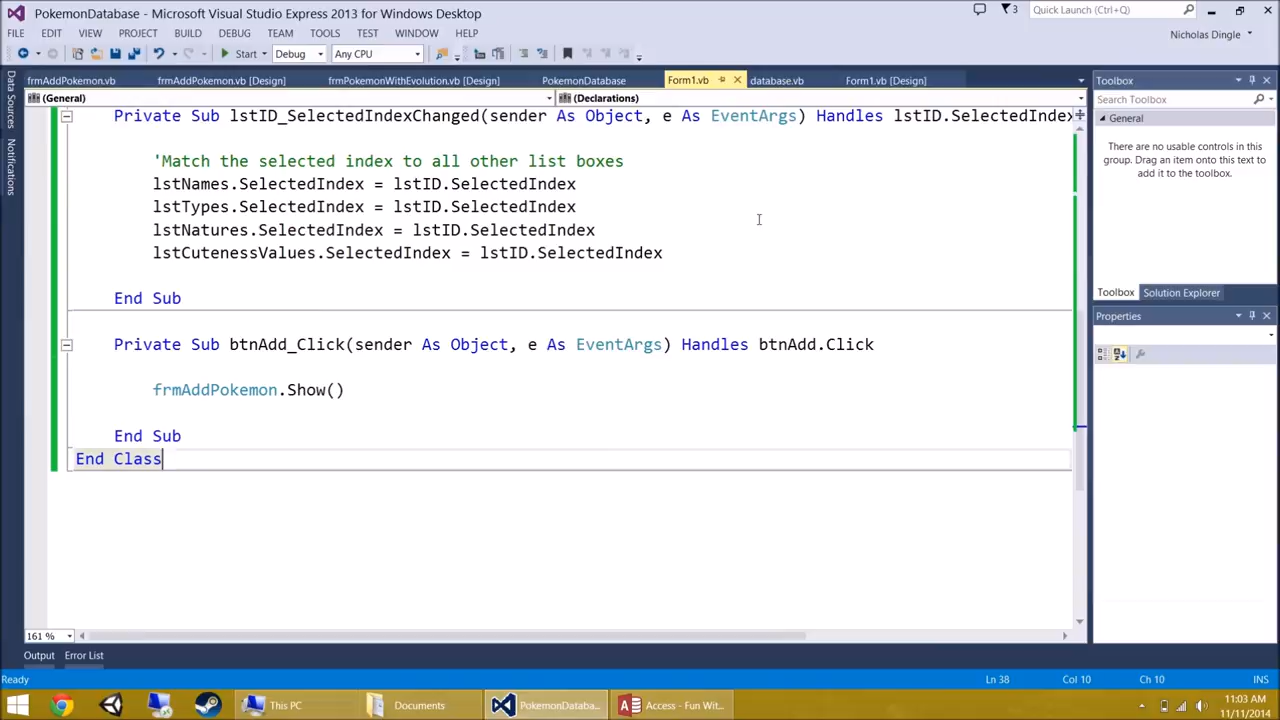 PokemonDatabase - Microsoft Visual Studio Express 2013 for Windows Desktop
3
Quick Launch (Ctrl+Q)
FILE EDIT VIEW PROJECT BUILD DEBUG TEAM TOOLS TEST WINDOW HELP
Nicholas Dingle
Start Debug Any CPU
Data Sources
Notifications
frmAddPokemon.vb frmAddPokemon.vb [Design] frmPokemonWithEvolution.vb [Design] PokemonDatabase Form1.vb database.vb Form1.vb [Design]
(General) (Declarations)
Private Sub lstID_SelectedIndexChanged(sender As Object, e As EventArgs) Handles lstID.SelectedIndex
'Match the selected index to all other list boxes
lstNames.SelectedIndex = lstID.SelectedIndex
lstTypes.SelectedIndex = lstID.SelectedIndex
lstNatures.SelectedIndex = lstID.SelectedIndex
lstCutenessValues.SelectedIndex = lstID.SelectedIndex
End Sub
Private Sub btnAdd_Click(sender As Object, e As EventArgs) Handles btnAdd.Click
frmAddPokemon.Show()
End Sub
End Class
161 %
Toolbox
Search Toolbox
General
There are no usable controls in this
group. Drag an item onto this text to
add it to the toolbox.
Toolbox Solution Explorer
Properties
Output Error List
Ready Ln 38 Col 10 Ch 10 INS
This PC Documents PokemonDataba... Access - Fun Wit...
11:03 AM
11/11/2014